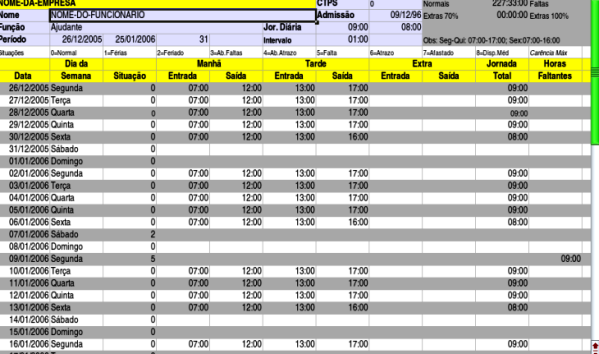 NOME-DA-EMPRESA CTPS 0 Normais 227:33:00 Faltas
Nome NOME-DO-FUNCIONARIO Admissão 09/12/96 Extras 70% 00:00:00 Extras 100%
Função Ajudante Jor. Diária 09:00 08:00
Período 26/12/2005 25/01/2006 31 Intervalo 01:00 Obs: Seg-Qui: 07:00-17:00; Sex:07:00-16:00
Situações 0=Normal 1=Férias 2=Feriado 3=Ab.Faltas 4=Ab.Atrazo 5=Falta 6=Atrazo 7=Afastado 8=Disp.Méd Carência Máx
Dia da Manhã Tarde Extra Jornada Horas
Data Semana Situação Entrada Saída Entrada Saída Entrada Saída Total Faltantes
26/12/2005 Segunda 0 07:00 12:00 13:00 17:00 09:00
27/12/2005 Terça 0 07:00 12:00 13:00 17:00 09:00
28/12/2005 Quarta 0 07:00 12:00 13:00 17:00 09:00
29/12/2005 Quinta 0 07:00 12:00 13:00 17:00 09:00
30/12/2005 Sexta 0 07:00 12:00 13:00 16:00 08:00
31/12/2005 Sábado 0
01/01/2006 Domingo 0
02/01/2006 Segunda 0 07:00 12:00 13:00 17:00 09:00
03/01/2006 Terça 0 07:00 12:00 13:00 17:00 09:00
04/01/2006 Quarta 0 07:00 12:00 13:00 17:00 09:00
05/01/2006 Quinta 0 07:00 12:00 13:00 17:00 09:00
06/01/2006 Sexta 0 07:00 12:00 13:00 16:00 08:00
07/01/2006 Sábado 2
08/01/2006 Domingo 0
09/01/2006 Segunda 5 09:00
10/01/2006 Terça 0 07:00 12:00 13:00 17:00 09:00
11/01/2006 Quarta 0 07:00 12:00 13:00 17:00 09:00
12/01/2006 Quinta 0 07:00 12:00 13:00 17:00 09:00
13/01/2006 Sexta 0 07:00 12:00 13:00 16:00 08:00
14/01/2006 Sábado 0
15/01/2006 Domingo 0
16/01/2006 Segunda 0 07:00 12:00 13:00 17:00 09:00